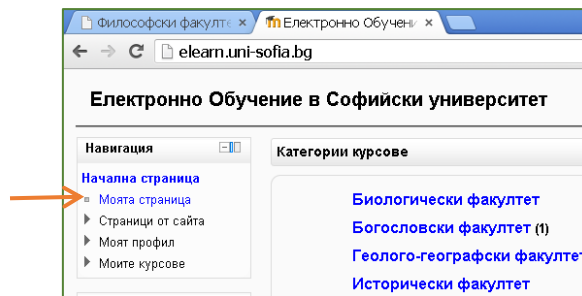 Философски факулте
Електронно Обучени
elearn.uni-sofia.bg
Електронно Обучение в Софийски университет
Навигация
Начална страница
Моята страница
Страници от сайта
Моят профил
Моите курсове
Категории курсове
Биологически факултет
Богословски факултет (1)
Геолого-географски факултет
Исторически факултет